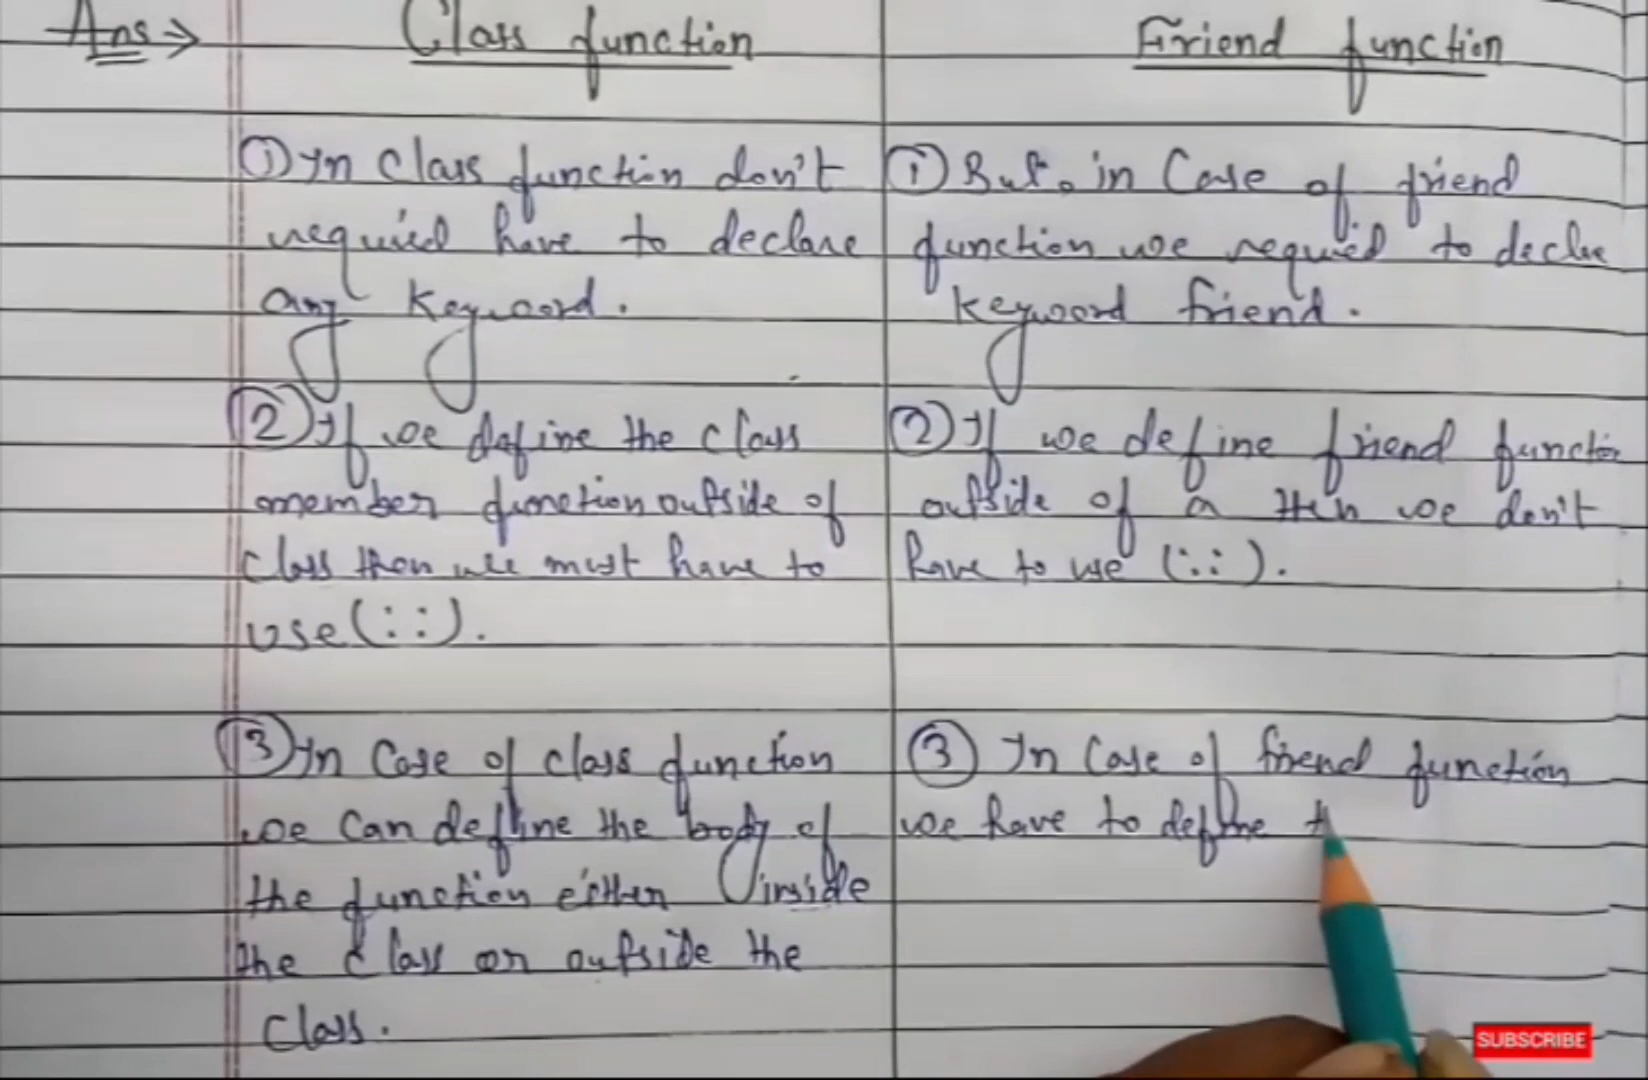 Ans → Class function Friend function
① In Class function don't
required have to declare
any Keyword.
① But, in Case of friend
function we required to declare
keyword friend.
② If we define the class
member function outside of
class then we must have to
use (::).
② If we define friend function
outside of a then we don't
have to use (::).
③ In Case of class function
we can define the body of
the function either inside
the class or outside the
class.
③ In Case of friend function
we have to define t
SUBSCRIBE